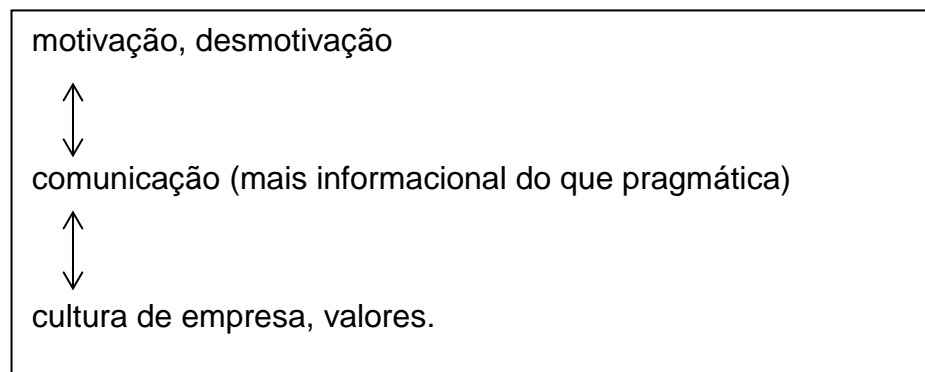 motivação, desmotivação
comunicação (mais informacional do que pragmática)
cultura de empresa, valores.